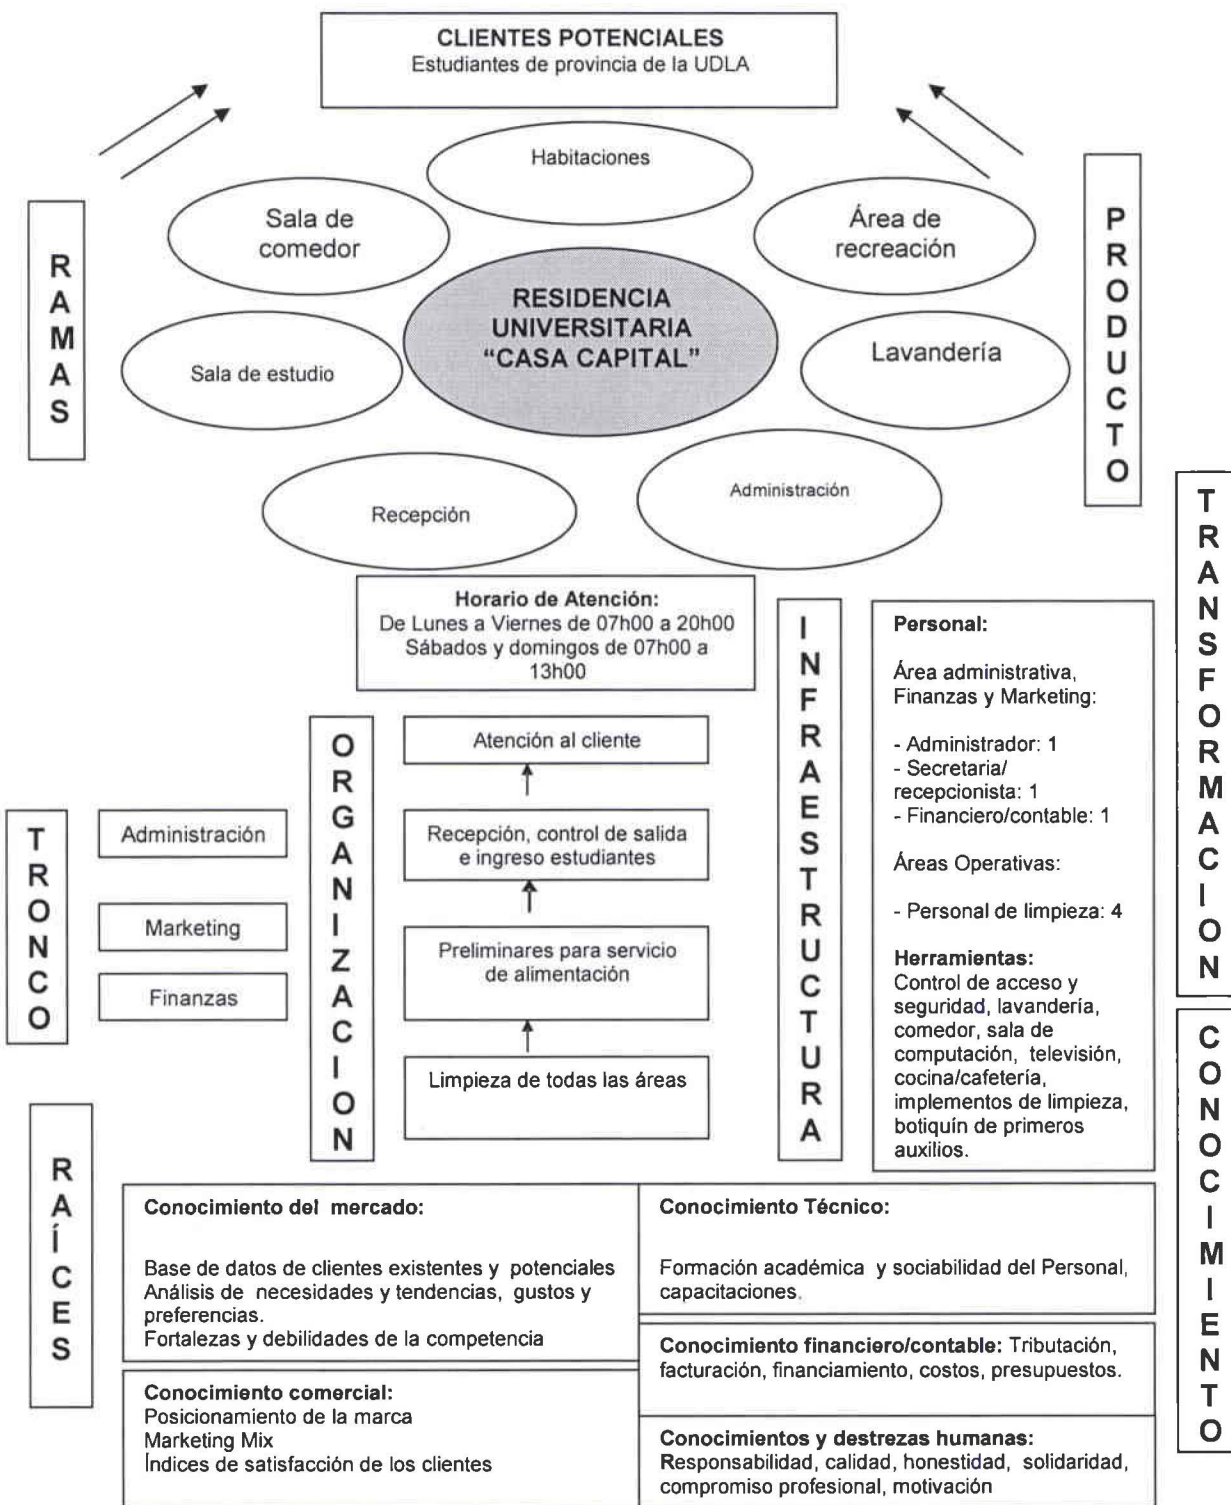 CLIENTES POTENCIALES
Estudiantes de provincia de la UDLA
Habitaciones
Sala de
comedor
Área de
recreación
RAMAS
PRODUCTO
RESIDENCIA
UNIVERSITARIA
“CASA CAPITAL”
Sala de estudio
Lavandería
Recepción
Administración
TRANSFORMACION
Horario de Atención:
De Lunes a Viernes de 07h00 a 20h00
Sábados y domingos de 07h00 a
13h00
INFRAESTRUCTURA
Personal:
Área administrativa,
Finanzas y Marketing:
- Administrador: 1
- Secretaria/
recepcionista: 1
- Financiero/contable: 1
Áreas Operativas:
- Personal de limpieza: 4
Herramientas:
Control de acceso y
seguridad, lavandería,
comedor, sala de
computación, televisión,
cocina/cafetería,
implementos de limpieza,
botiquín de primeros
auxilios.
ORGANIZACION
Atención al cliente
Recepción, control de salida
e ingreso estudiantes
Preliminares para servicio
de alimentación
Limpieza de todas las áreas
TRONCO
Administración
Marketing
Finanzas
CONOCIMIENTO
RAÍCES
Conocimiento del mercado:
Base de datos de clientes existentes y potenciales
Análisis de necesidades y tendencias, gustos y
preferencias.
Fortalezas y debilidades de la competencia
Conocimiento comercial:
Posicionamiento de la marca
Marketing Mix
Índices de satisfacción de los clientes
Conocimiento Técnico:
Formación académica y sociabilidad del Personal,
capacitaciones.
Conocimiento financiero/contable: Tributación,
facturación, financiamiento, costos, presupuestos.
Conocimientos y destrezas humanas:
Responsabilidad, calidad, honestidad, solidaridad,
compromiso profesional, motivación